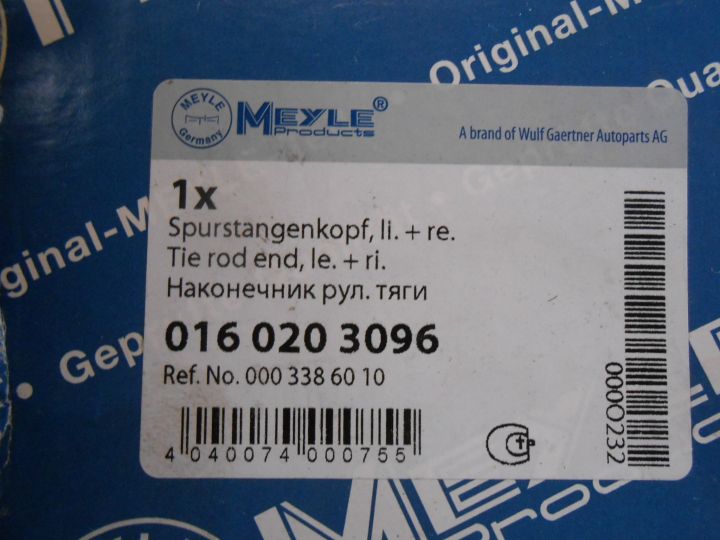 Original-M
Original-M
Qua
Gepr
MEYLE
Germany
MEYLE®
Products
A brand of Wulf Gaertner Autoparts AG
1x
Spurstangenkopf, li. + re.
Tie rod end, le. + ri.
Наконечник рул. тяги
016 020 3096
Ref. No. 000 338 60 10
4 040074 000755
0000232